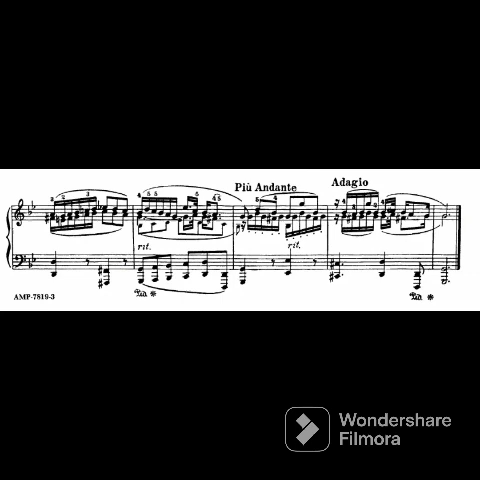 Più Andante
Adagio
rit.
rit.
AMP-7819-3
Wondershare
Filmora